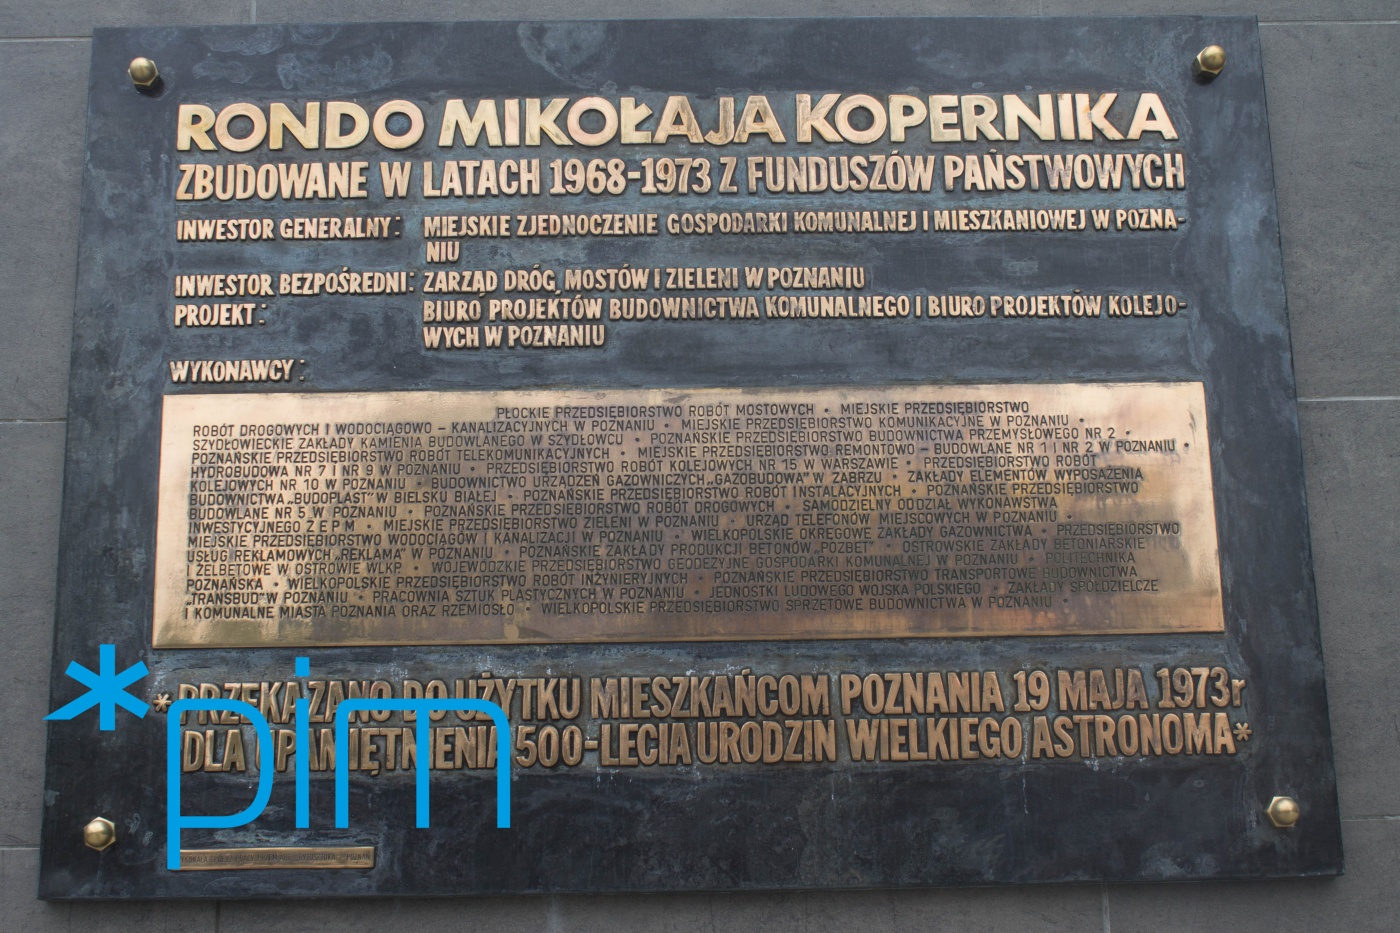 RONDO MIKOŁAJA KOPERNIKA
ZBUDOWANE W LATACH 1968-1973 Z FUNDUSZÓW PAŃSTWOWYCH
INWESTOR GENERALNY: MIEJSKIE ZJEDNOCZENIE GOSPODARKI KOMUNALNEJ I MIESZKANIOWEJ W POZNA-
NIU
INWESTOR BEZPOŚREDNI: ZARZĄD DRÓG, MOSTÓW I ZIELENI W POZNANIU
PROJEKT: BIURO PROJEKTÓW BUDOWNICTWA KOMUNALNEGO I BIURO PROJEKTÓW KOLEJO-
WYCH W POZNANIU
WYKONAWCY:
PŁOCKIE PRZEDSIĘBIORSTWO ROBÓT MOSTOWYCH • MIEJSKIE PRZEDSIĘBIORSTWO
ROBÓT DROGOWYCH I WODOCIĄGOWO - KANALIZACYJNYCH W POZNANIU • MIEJSKIE PRZEDSIĘBIORSTWO KOMUNIKACYJNE W POZNANIU •
SZYDŁOWIECKIE ZAKŁADY KAMIENIA BUDOWLANEGO W SZYDŁOWCU • POZNAŃSKIE PRZEDSIĘBIORSTWO BUDOWNICTWA PRZEMYSŁOWEGO NR 2 •
POZNAŃSKIE PRZEDSIĘBIORSTWO ROBÓT TELEKOMUNIKACYJNYCH • MIEJSKIE PRZEDSIĘBIORSTWO REMONTOWO - BUDOWLANE NR 1 I NR 2 W POZNANIU •
HYDROBUDOWA NR 7 I NR 9 W POZNANIU • PRZEDSIĘBIORSTWO ROBÓT KOLEJOWYCH NR 15 W WARSZAWIE • PRZEDSIĘBIORSTWO ROBÓT
KOLEJOWYCH NR 10 W POZNANIU • BUDOWNICTWO URZĄDZEŃ GAZOWNICZYCH „GAZOBUDOWA" W ZABRZU • ZAKŁADY ELEMENTÓW WYPOSAŻENIA
BUDOWNICTWA „BUDOPLAST" W BIELSKU BIAŁEJ • POZNAŃSKIE PRZEDSIĘBIORSTWO ROBÓT INSTALACYJNYCH • POZNAŃSKIE PRZEDSIĘBIORSTWO
BUDOWLANE NR 5 W POZNANIU • POZNAŃSKIE PRZEDSIĘBIORSTWO ROBÓT DROGOWYCH • SAMODZIELNY ODDZIAŁ WYKONAWSTWA
INWESTYCYJNEGO Z E P M • MIEJSKIE PRZEDSIĘBIORSTWO ZIELENI W POZNANIU • URZĄD TELEFONÓW MIEJSCOWYCH W POZNANIU •
MIEJSKIE PRZEDSIĘBIORSTWO WODOCIĄGÓW I KANALIZACJI W POZNANIU • WIELKOPOLSKIE OKRĘGOWE ZAKŁADY GAZOWNICTWA • PRZEDSIĘBIORSTWO
USŁUG REKLAMOWYCH „REKLAMA" W POZNANIU • POZNAŃSKIE ZAKŁADY PRODUKCJI BETONÓW „POZBET" • OSTROWSKIE ZAKŁADY BETONIARSKIE
I ŻELBETOWE W OSTROWIE WLKP. • WOJEWÓDZKIE PRZEDSIĘBIORSTWO GEODEZYJNE GOSPODARKI KOMUNALNEJ W POZNANIU • POLITECHNIKA
POZNAŃSKA • WIELKOPOLSKIE PRZEDSIĘBIORSTWO ROBÓT INŻYNIERYJNYCH • POZNAŃSKIE PRZEDSIĘBIORSTWO TRANSPORTOWE BUDOWNICTWA
„TRANSBUD" W POZNANIU • PRACOWNIA SZTUK PLASTYCZNYCH W POZNANIU • JEDNOSTKI LUDOWEGO WOJSKA POLSKIEGO • ZAKŁADY SPÓŁDZIELCZE
I KOMUNALNE MIASTA POZNANIA ORAZ RZEMIOSŁO • WIELKOPOLSKIE PRZEDSIĘBIORSTWO SPRZĘTOWE BUDOWNICTWA W POZNANIU •
*PRZEKAZANO DO UŻYTKU MIESZKAŃCOM POZNANIA 19 MAJA 1973r
DLA UPAMIĘTNIENIA 500-LECIA URODZIN WIELKIEGO ASTRONOMA*
*pim